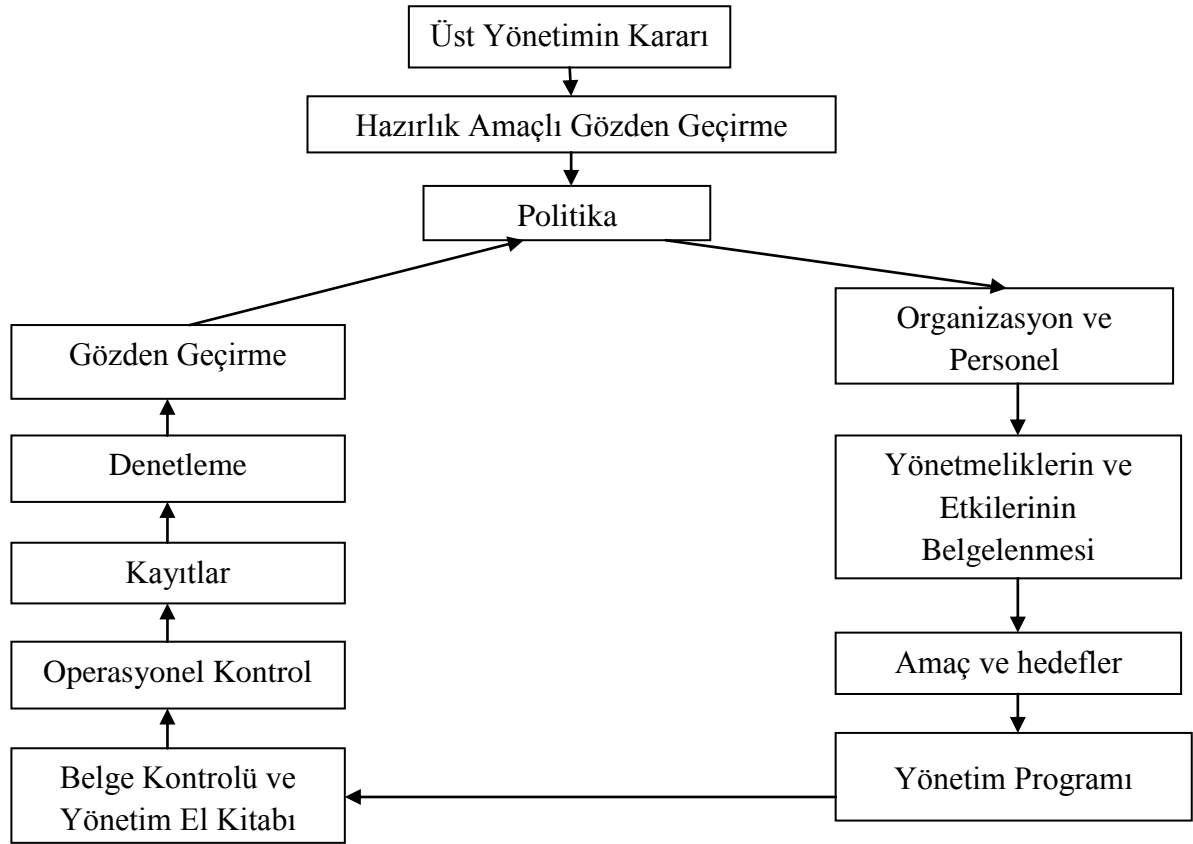 Üst Yönetimin Kararı
Hazırlık Amaçlı Gözden Geçirme
Politika
Organizasyon ve
Personel
Yönetmeliklerin ve
Etkilerinin
Belgelenmesi
Amaç ve hedefler
Yönetim Programı
Belge Kontrolü ve
Yönetim El Kitabı
Operasyonel Kontrol
Kayıtlar
Denetleme
Gözden Geçirme